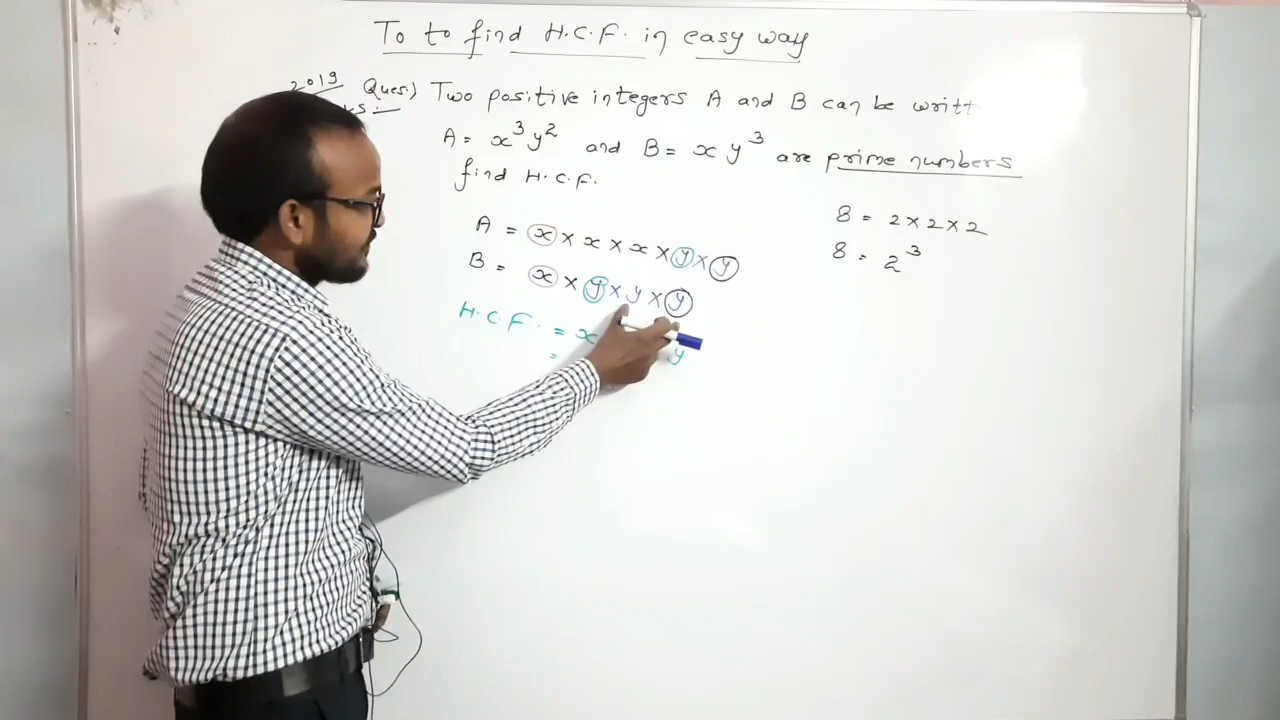 To to find H.C.F. in easy way
2019 Ques.) Two positive integers A and B can be writt
A = x³y² and B = x y³ are prime numbers
find H.C.F.
A = x × x × x × y × y
B = x × y × y × y
H.C.F. = x
= y
8 = 2 × 2 × 2
8 = 2³